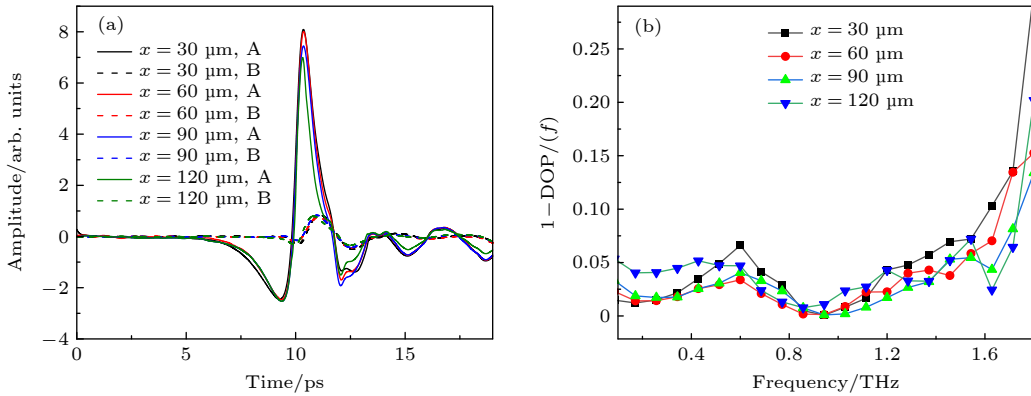 (a)
x = 30 µm, A
x = 30 µm, B
x = 60 µm, A
x = 60 µm, B
x = 90 µm, A
x = 90 µm, B
x = 120 µm, A
x = 120 µm, B
Amplitude/arb. units
8
6
4
2
0
−2
−4
0
5
10
15
Time/ps
(b)
x = 30 µm
x = 60 µm
x = 90 µm
x = 120 µm
1−DOP/(f)
0.25
0.20
0.15
0.10
0.05
0
0.4
0.8
1.2
1.6
Frequency/THz